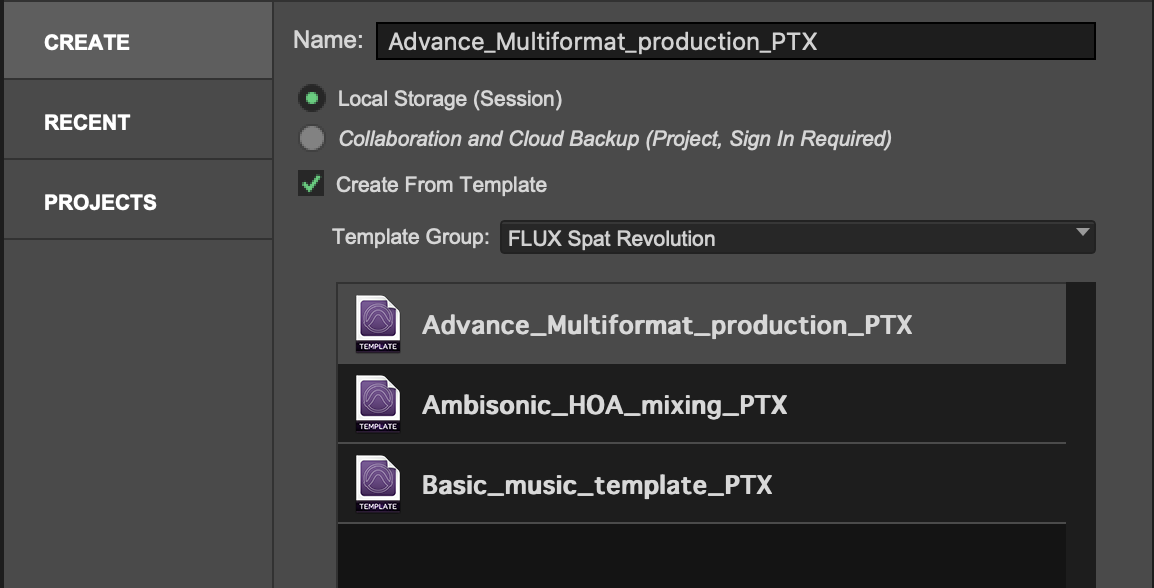 CREATE
RECENT
PROJECTS
Name: Advance_Multiformat_production_PTX
Local Storage (Session)
Collaboration and Cloud Backup (Project, Sign In Required)
Create From Template
Template Group: FLUX Spat Revolution
TEMPLATE
Advance_Multiformat_production_PTX
TEMPLATE
Ambisonic_HOA_mixing_PTX
TEMPLATE
Basic_music_template_PTX